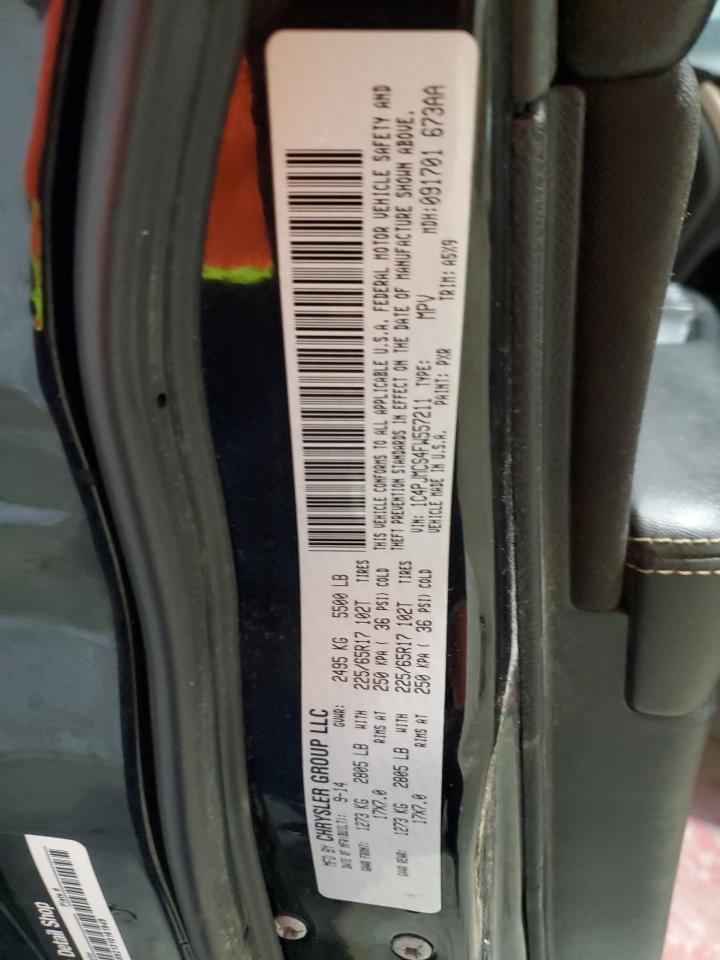 MFD BY CHRYSLER GROUP LLC
DATE OF MFR(BUILT): 9-14 GVWR: 2495 KG 5500 LB
GAWR FRONT: 1273 KG 2805 LB WITH 225/65R17 102T TIRES
17X7.0 RIMS AT 250 KPA ( 36 PSI) COLD
GAWR REAR: 1273 KG 2805 LB WITH 225/65R17 102T TIRES
17X7.0 RIMS AT 250 KPA ( 36 PSI) COLD
THIS VEHICLE CONFORMS TO ALL APPLICABLE U.S.A. FEDERAL MOTOR VEHICLE SAFETY AND
THEFT PREVENTION STANDARDS IN EFFECT ON THE DATE OF MANUFACTURE SHOWN ABOVE.
VIN: 1C4PJMCS4FW557211 TYPE: MPV MDH:091701 673AA
VEHICLE MADE IN U.S.A. PAINT: PXR TRIM: A5X9
Detail Shop